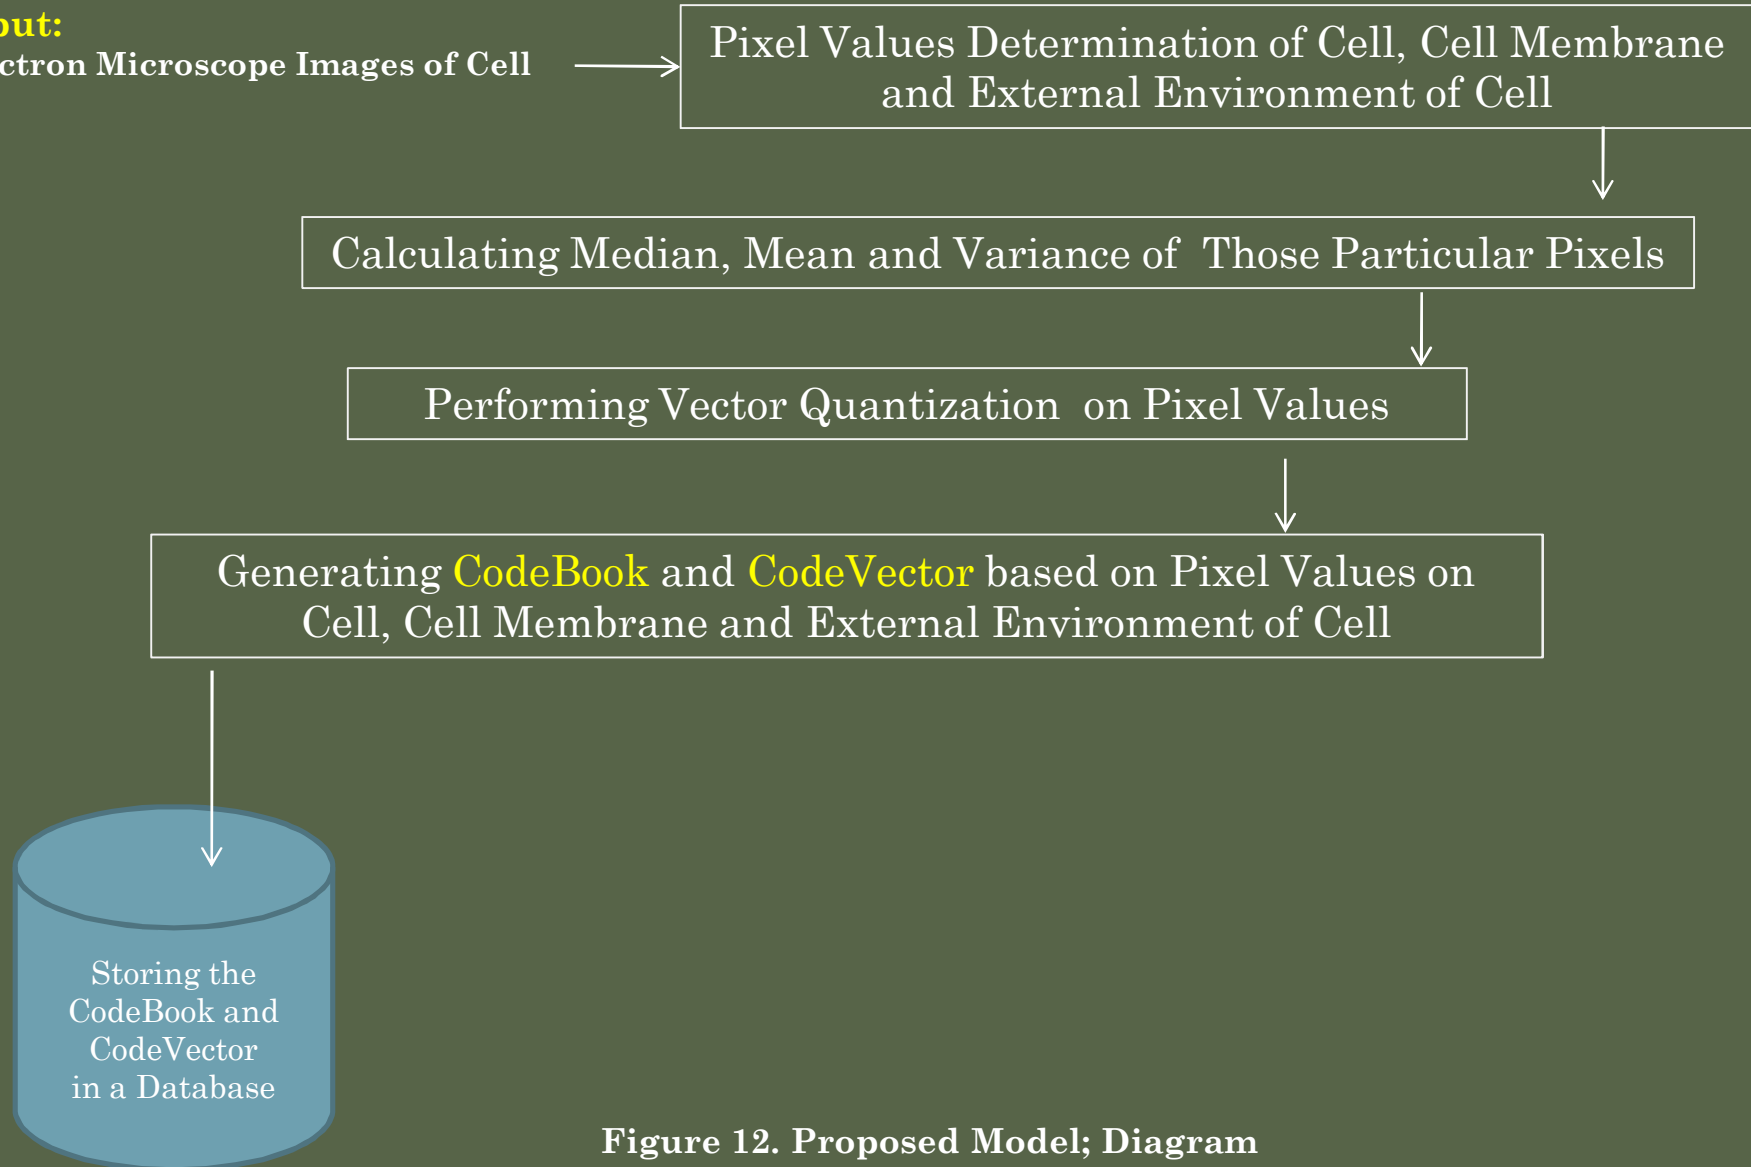 put:
ctron Microscope Images of Cell
Pixel Values Determination of Cell, Cell Membrane
and External Environment of Cell
Calculating Median, Mean and Variance of Those Particular Pixels
Performing Vector Quantization on Pixel Values
Generating CodeBook and CodeVector based on Pixel Values on
Cell, Cell Membrane and External Environment of Cell
Storing the
CodeBook and
CodeVector
in a Database
Figure 12. Proposed Model; Diagram